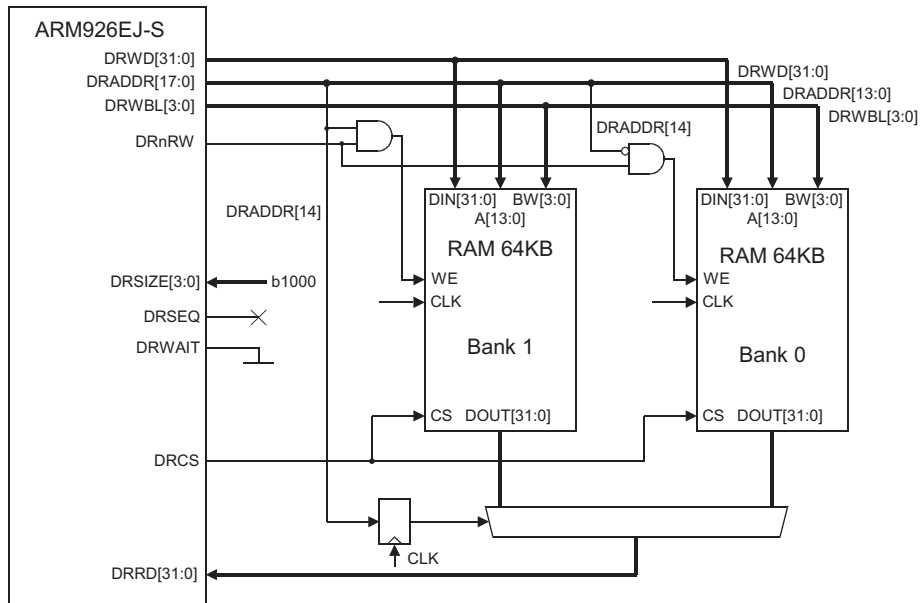 ARM926EJ-S
DRWD[31:0]
DRADDR[17:0]
DRWBL[3:0]
DRnRW
DRWD[31:0]
DRADDR[13:0]
DRWBL[3:0]
DRADDR[14]
DRADDR[14]
DIN[31:0] BW[3:0]
A[13:0]
RAM 64KB
WE
CLK
Bank 1
CS DOUT[31:0]
DIN[31:0] BW[3:0]
A[13:0]
RAM 64KB
WE
CLK
Bank 0
CS DOUT[31:0]
DRSIZE[3:0]
b1000
DRSEQ
DRWAIT
DRCS
CLK
DRRD[31:0]